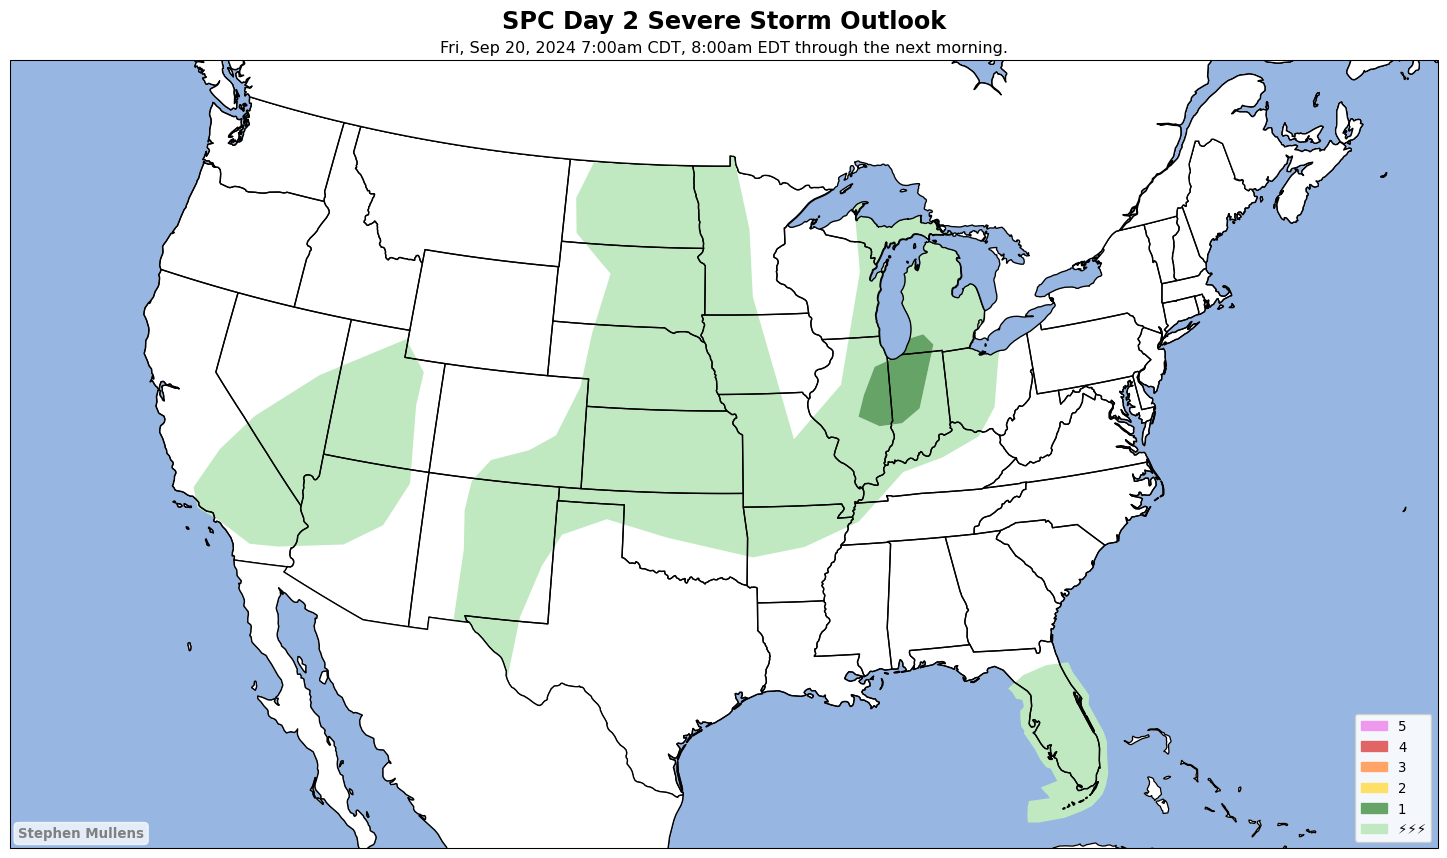 SPC Day 2 Severe Storm Outlook
Fri, Sep 20, 2024 7:00am CDT, 8:00am EDT through the next morning.
5
4
3
2
1
⚡⚡⚡
Stephen Mullens